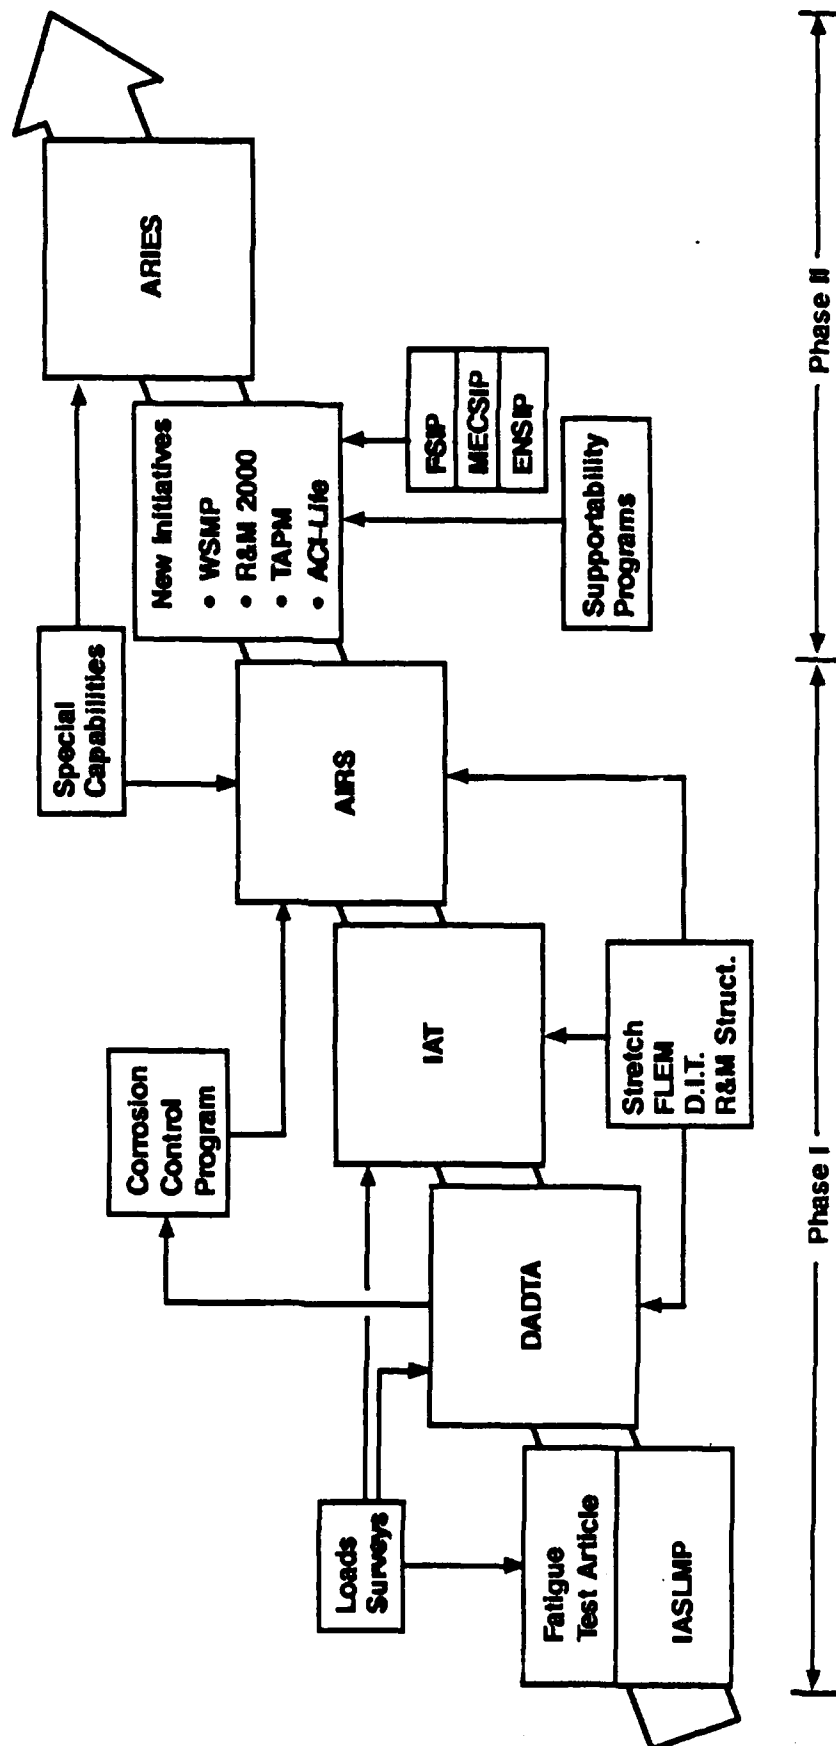 Loads
Surveys
Fatigue
Test Article
IASLMP
DADTA
Corrosion
Control
Program
IAT
Stretch
FLEM
D.I.T.
R&M Struct.
AIRS
Special
Capabilities
New Initiatives
• WSMP
• R&M 2000
• TAPM
• ACI-Life
FSIP
MECSIP
ENSIP
Supportability
Programs
ARIES
Phase I
Phase II